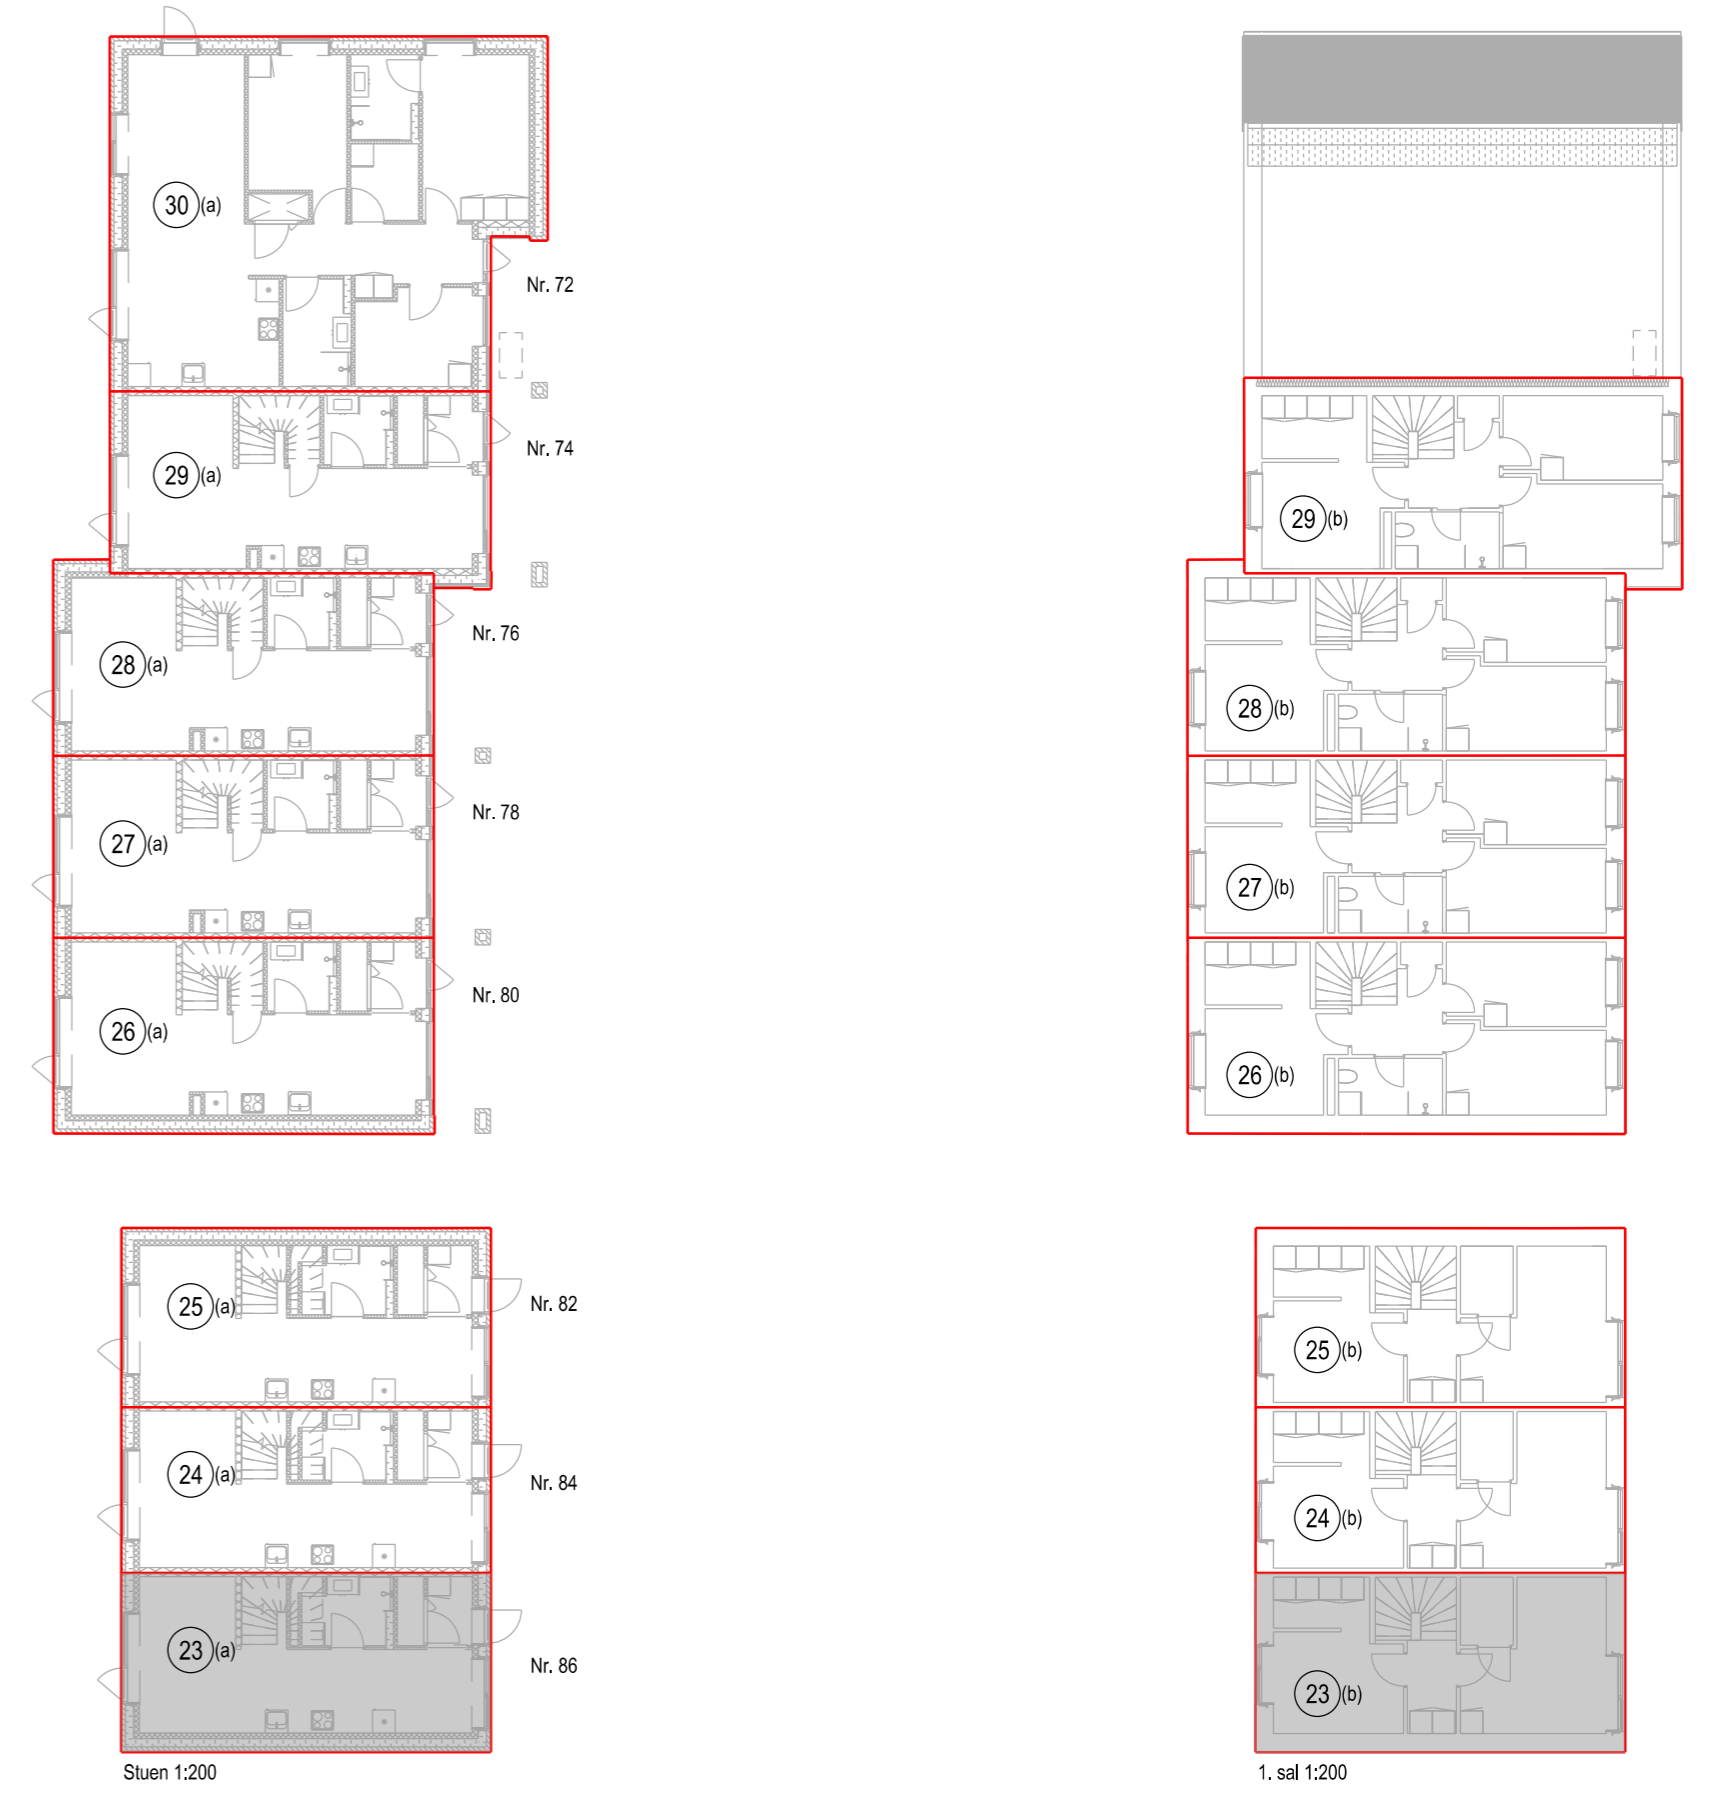 30 (a)
Nr. 72
Nr. 74
29 (a)
29 (b)
Nr. 76
28 (a)
28 (b)
Nr. 78
27 (a)
27 (b)
Nr. 80
26 (a)
26 (b)
Nr. 82
25 (a)
25 (b)
24 (a)
Nr. 84
24 (b)
23 (a)
Nr. 86
23 (b)
Stuen 1:200
1. sal 1:200